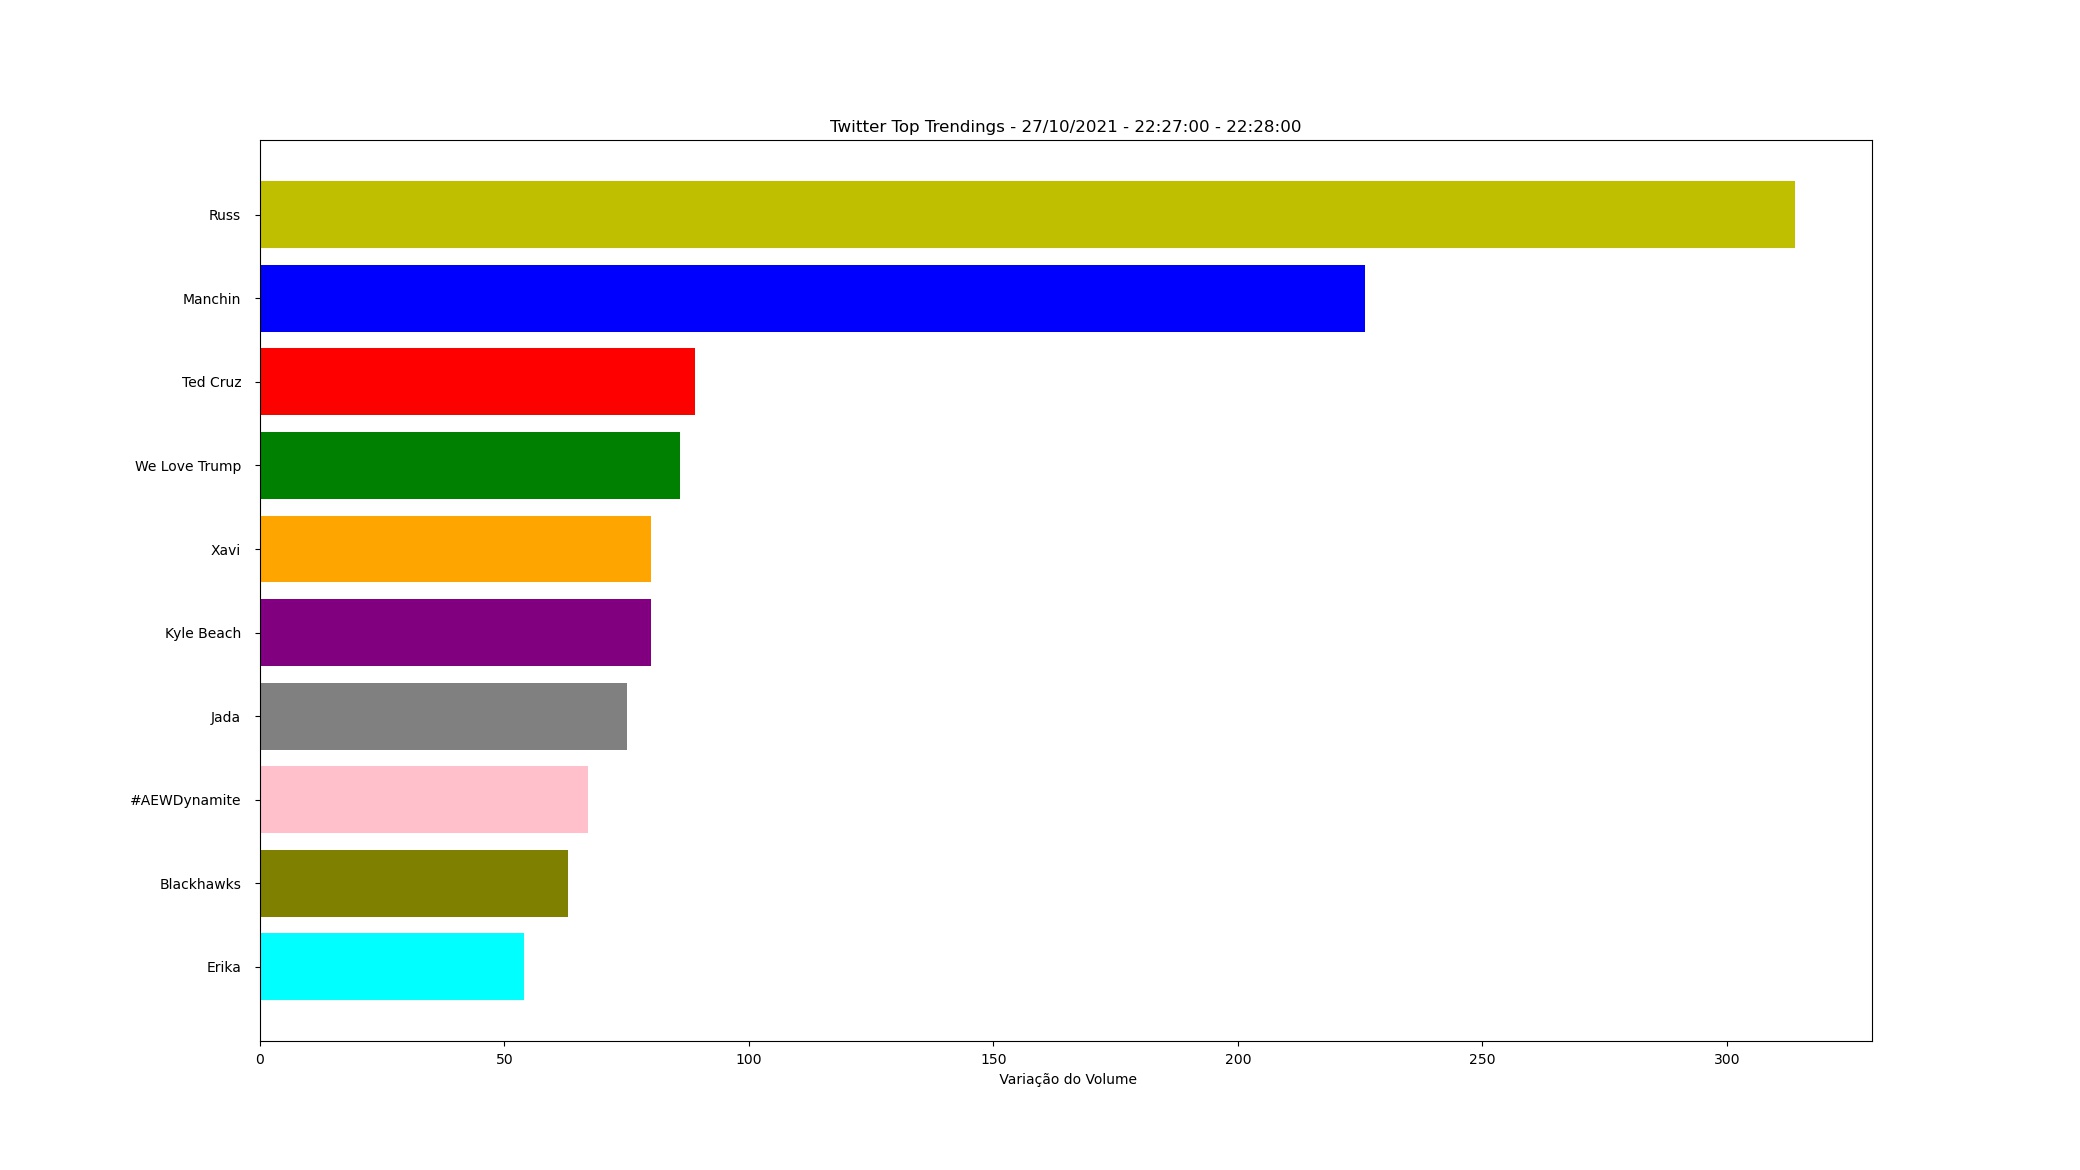 Twitter Top Trendings - 27/10/2021 - 22:27:00 - 22:28:00
Russ
Manchin
Ted Cruz
We Love Trump
Xavi
Kyle Beach
Jada
#AEWDynamite
Blackhawks
Erika
0 50 100 150 200 250 300
Variação do Volume